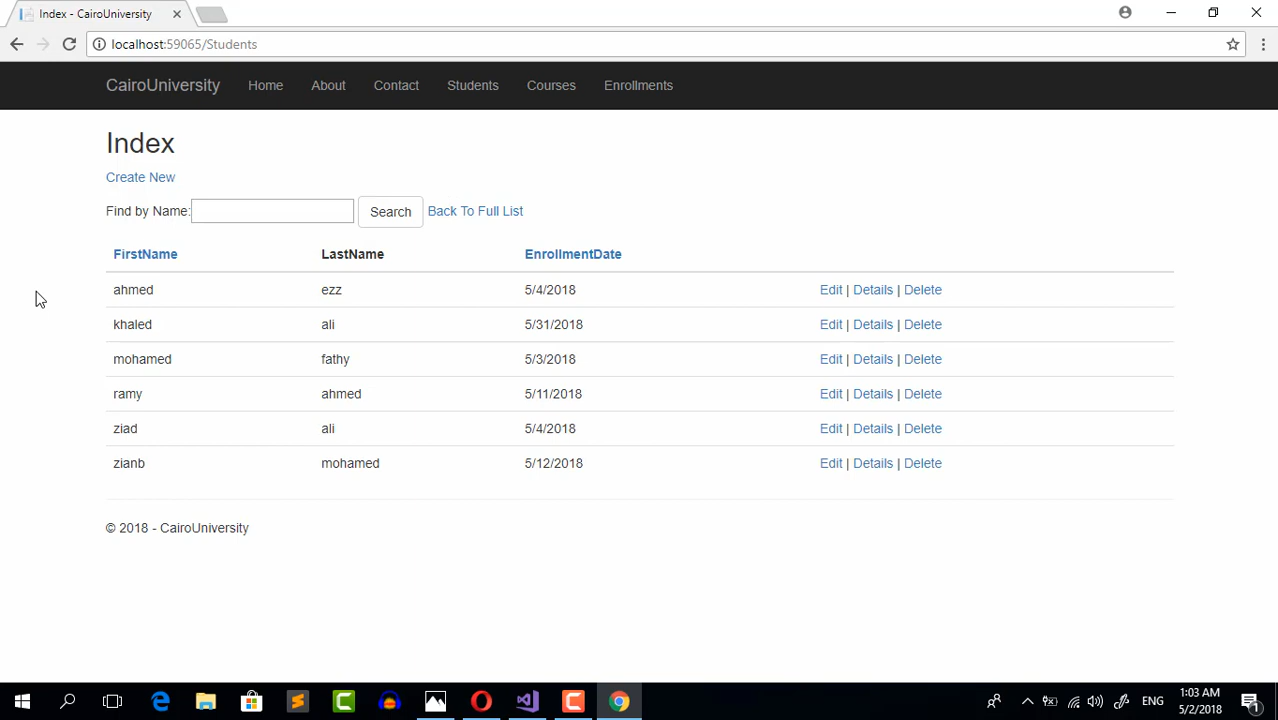 Index - CairoUniversity
localhost:59065/Students
CairoUniversity Home About Contact Students Courses Enrollments
Index
Create New
Find by Name: Search Back To Full List
FirstName LastName EnrollmentDate
ahmed ezz 5/4/2018 Edit | Details | Delete
khaled ali 5/31/2018 Edit | Details | Delete
mohamed fathy 5/3/2018 Edit | Details | Delete
ramy ahmed 5/11/2018 Edit | Details | Delete
ziad ali 5/4/2018 Edit | Details | Delete
zianb mohamed 5/12/2018 Edit | Details | Delete
© 2018 - CairoUniversity
ENG 1:03 AM
5/2/2018 1